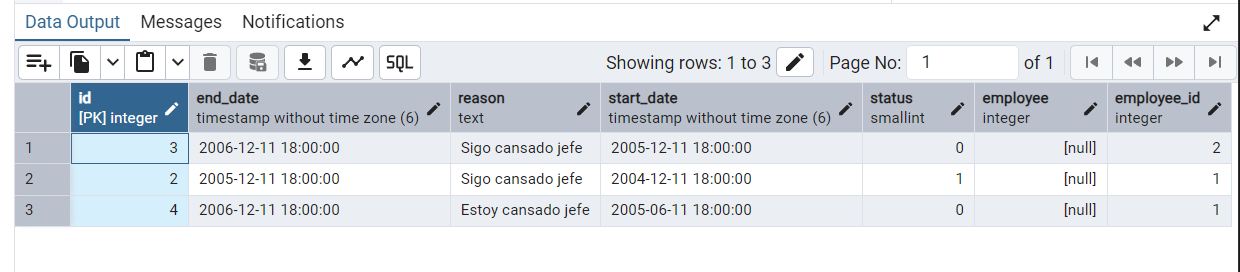 Data Output Messages Notifications
SQL Showing rows: 1 to 3 Page No: 1 of 1
id end_date reason start_date status employee employee_id
[PK] integer timestamp without time zone (6) text timestamp without time zone (6) smallint integer integer
1 3 2006-12-11 18:00:00 Sigo cansado jefe 2005-12-11 18:00:00 0 [null] 2
2 2 2005-12-11 18:00:00 Sigo cansado jefe 2004-12-11 18:00:00 1 [null] 1
3 4 2006-12-11 18:00:00 Estoy cansado jefe 2005-06-11 18:00:00 0 [null] 1